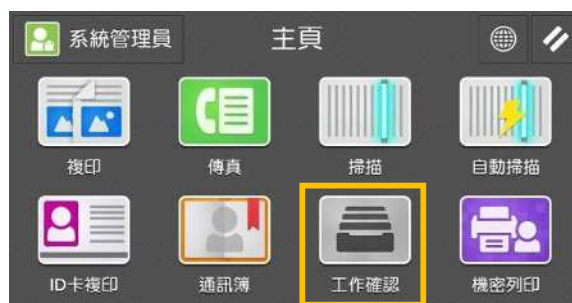 系統管理員
主頁
複印
傳真
掃描
自動掃描
ID卡複印
通訊簿
工作確認
機密列印